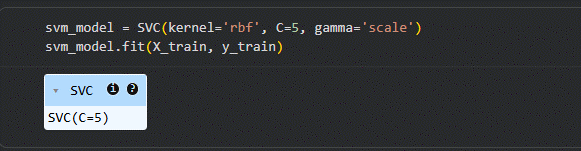 svm_model = SVC(kernel='rbf', C=5, gamma='scale')
svm_model.fit(X_train, y_train)
▾ SVC i ?
SVC(C=5)